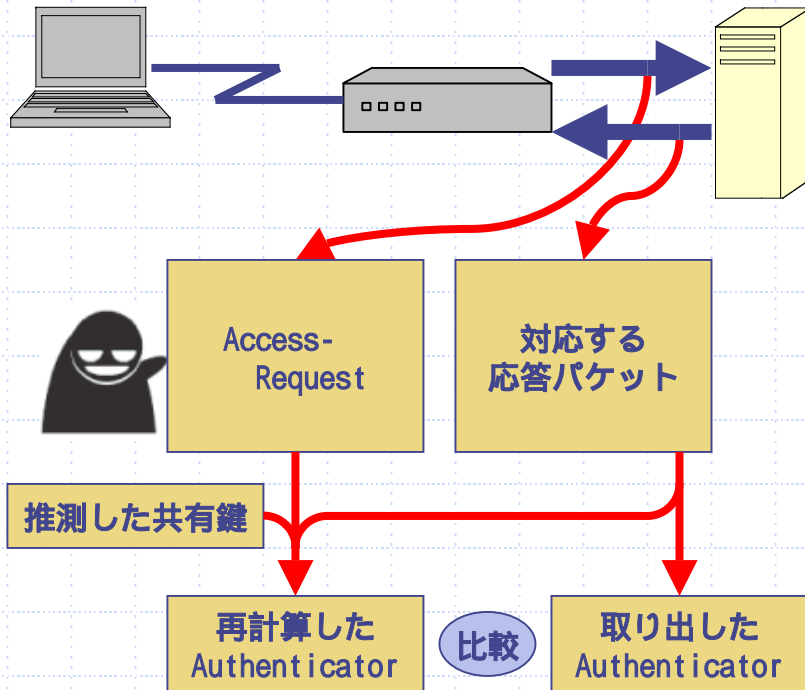 Access-
Request
対応する
応答パケット
推測した共有鍵
再計算した
Authenticator
比較
取り出した
Authenticator